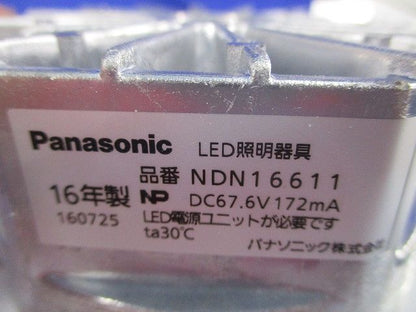 Panasonic LED照明器具
品番 NDN16611
16年製 NP DC67.6V 172mA
160725 LED電源ユニットが必要です
ta30℃
パナソニック株式会社